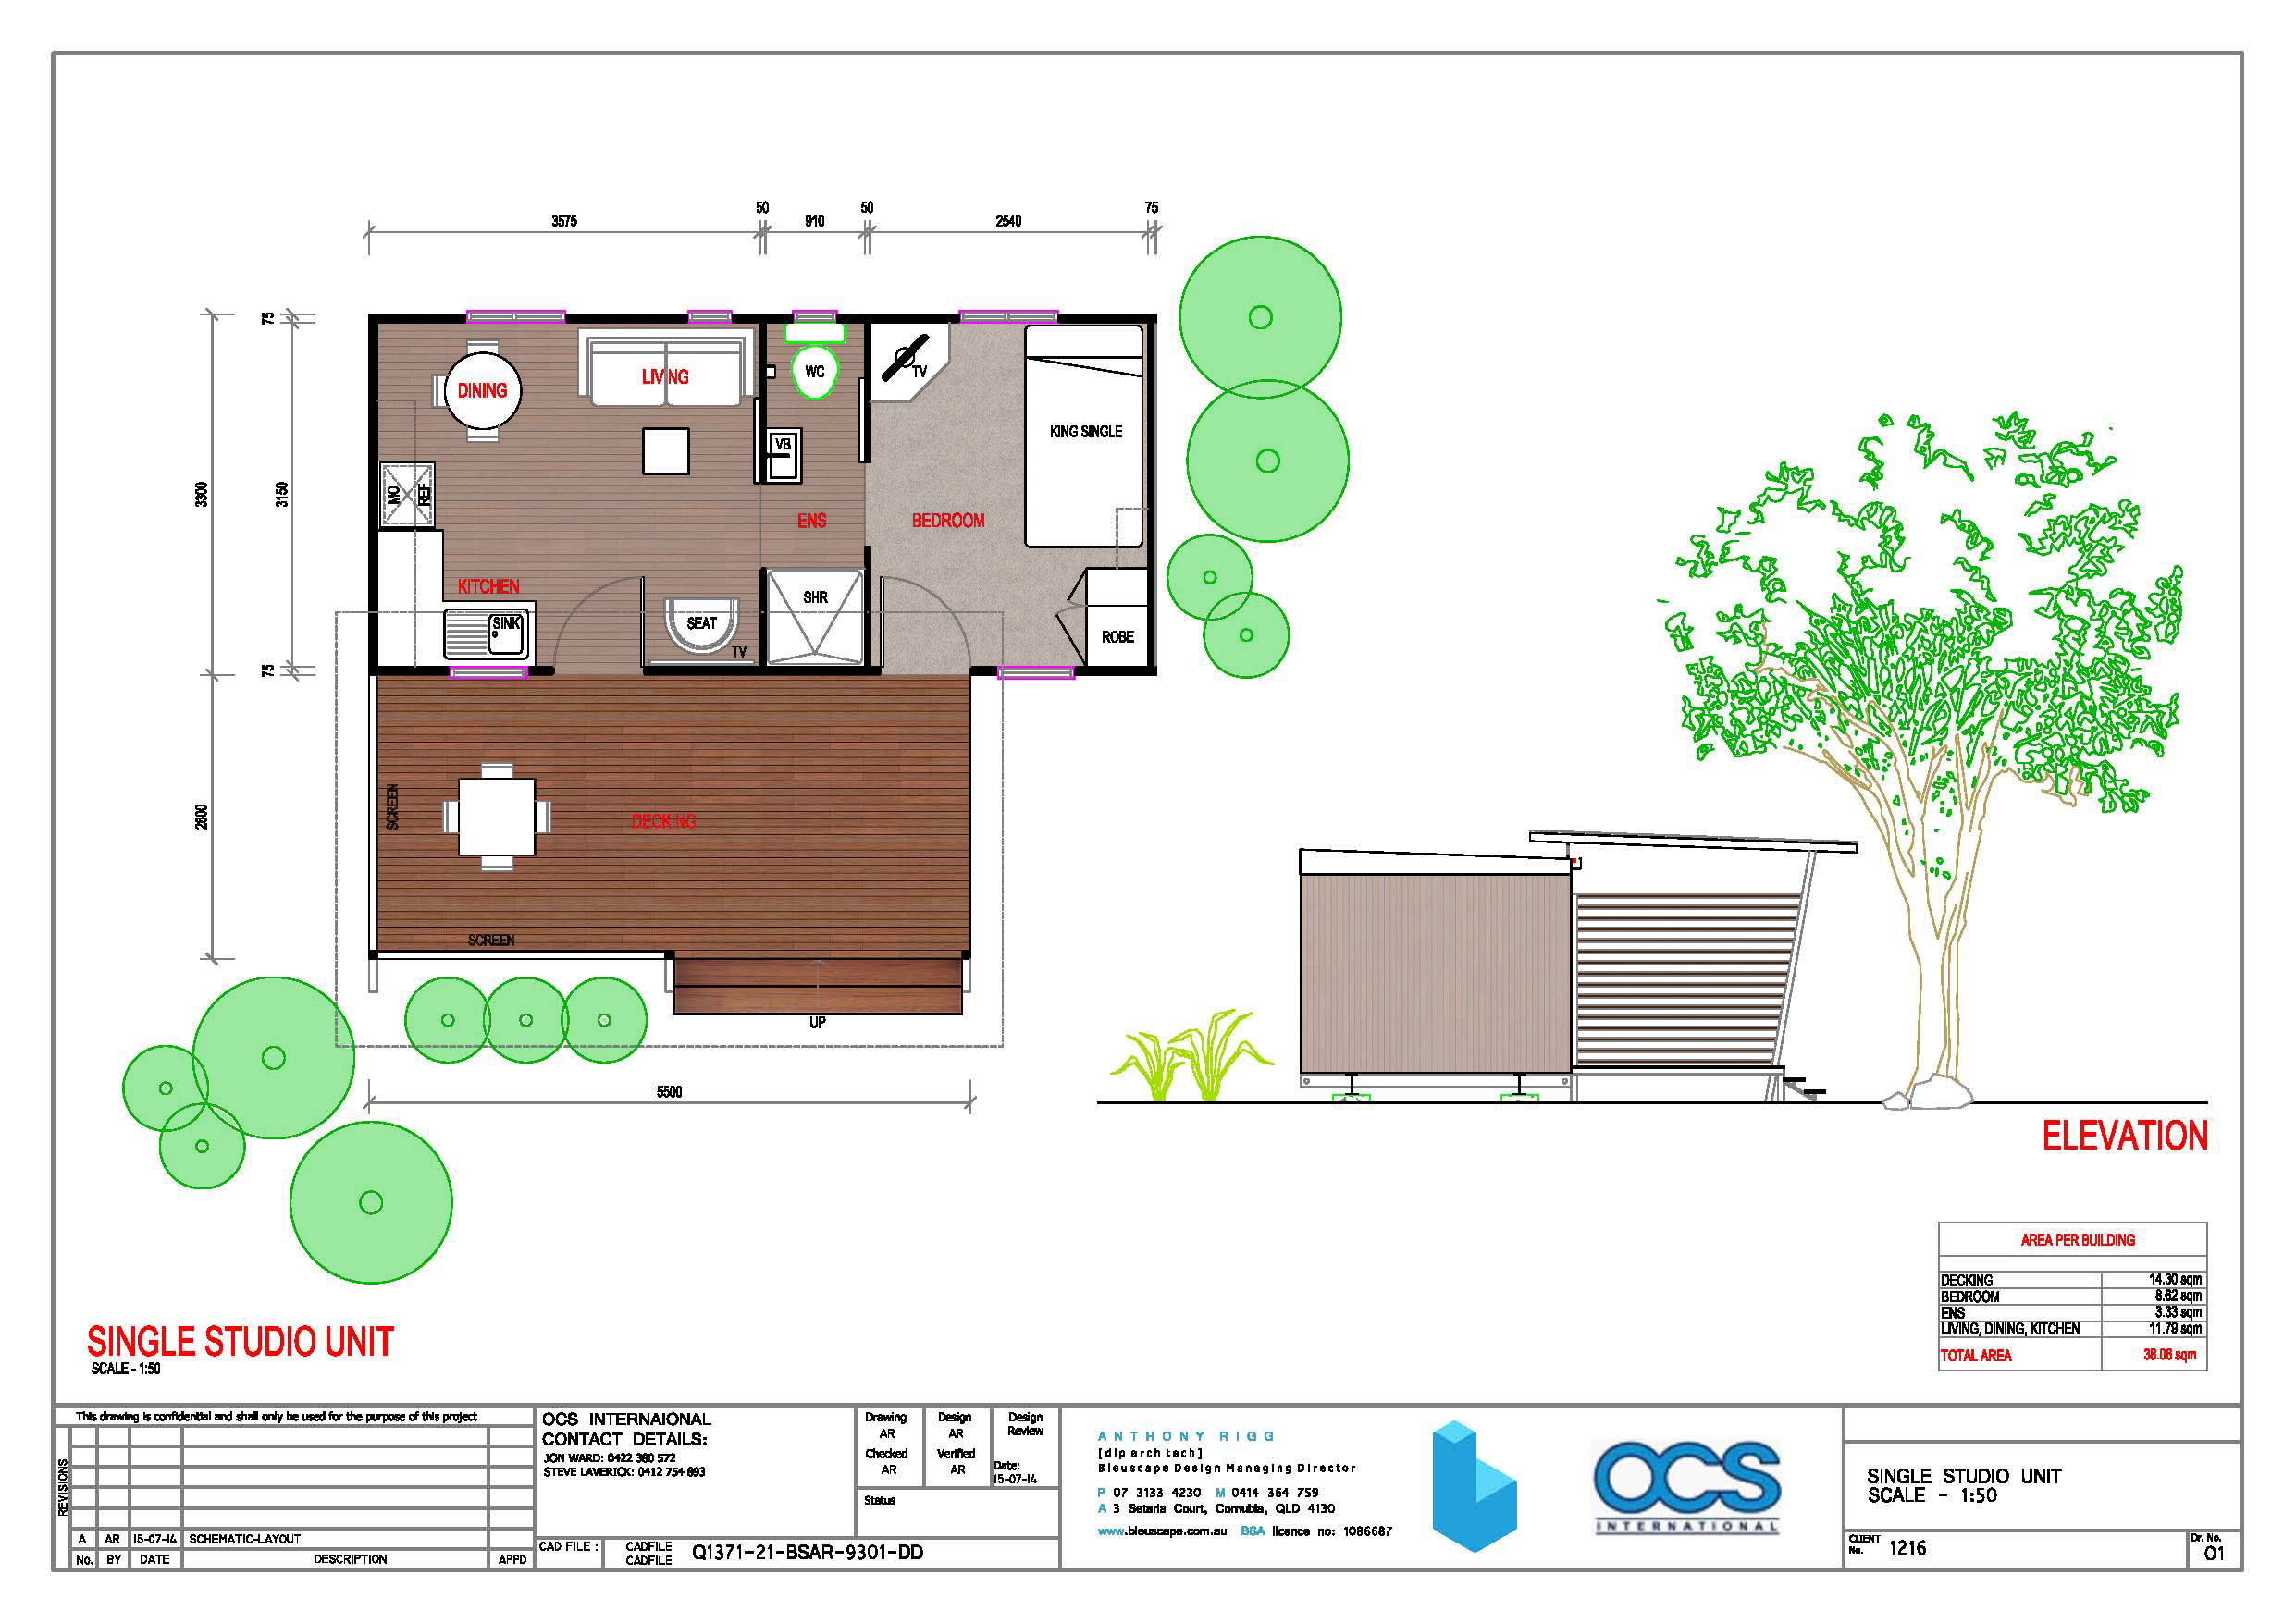 50
50
75
3575
910
2540
75
3300
3150
75
2600
DINING
LIVING
WC
TV
VB
KING SINGLE
MO
REF
ENS
BEDROOM
KITCHEN
SINK
SEAT
TV
SHR
ROBE
SCREEN
DECKING
SCREEN
UP
5500
ELEVATION
AREA PER BUILDING
DECKING 14.30 sqm
BEDROOM 8.62 sqm
ENS 3.33 sqm
LIVING, DINING, KITCHEN 11.79 sqm
TOTAL AREA 38.06 sqm
SINGLE STUDIO UNIT
SCALE - 1:50
This drawing is confidential and shall only be used for the purpose of this project
REVISIONS
A AR 15-07-14 SCHEMATIC-LAYOUT
No. BY DATE DESCRIPTION APPD
OCS INTERNAIONAL
CONTACT DETAILS:
JON WARD: 0422 380 572
STEVE LAVERICK: 0412 754 893
CAD FILE :
CADFILE
CADFILE
Q1371-21-BSAR-9301-DD
Drawing
AR
Design
AR
Design
Review
Checked
AR
Verified
AR
Date:
15-07-14
Status
ANTHONY RIGG
[dip arch tech]
Bleuscape Design Managing Director
P 07 3133 4230 M 0414 364 759
A 3 Setaria Court, Cornubia, QLD 4130
www.bleuscape.com.au BSA licence no: 1086687
OCS
INTERNATIONAL
SINGLE STUDIO UNIT
SCALE - 1:50
CLIENT
No.
1216
Dr. No.
01